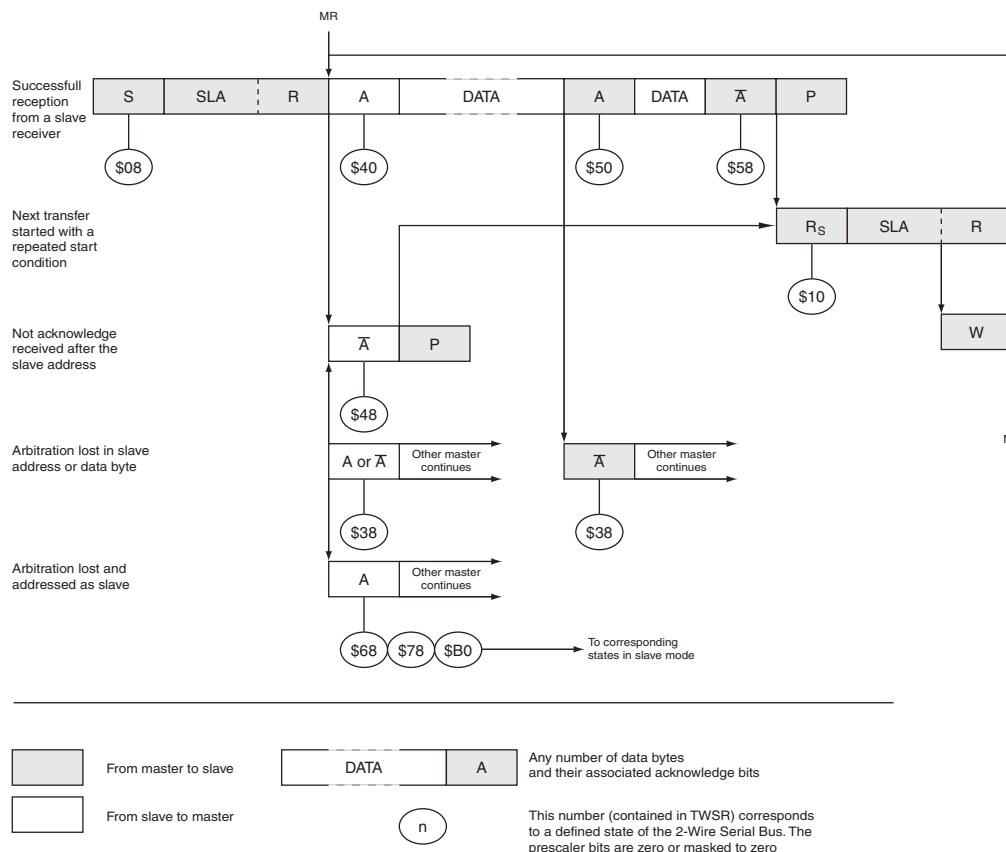 MR
Successfull
reception
from a slave
receiver
S SLA R A DATA A DATA A̅ P
$08 $40 $50 $58
Next transfer
started with a
repeated start
condition
RS SLA R
$10
W
Not acknowledge
received after the
slave address
A̅ P
$48
Arbitration lost in slave
address or data byte
A or A̅
Other master
continues
A̅
Other master
continues
$38 $38
Arbitration lost and
addressed as slave
A
Other master
continues
$68 $78 $B0
To corresponding
states in slave mode
From master to slave
DATA A
Any number of data bytes
and their associated acknowledge bits
From slave to master
n
This number (contained in TWSR) corresponds
to a defined state of the 2-Wire Serial Bus. The
prescaler bits are zero or masked to zero